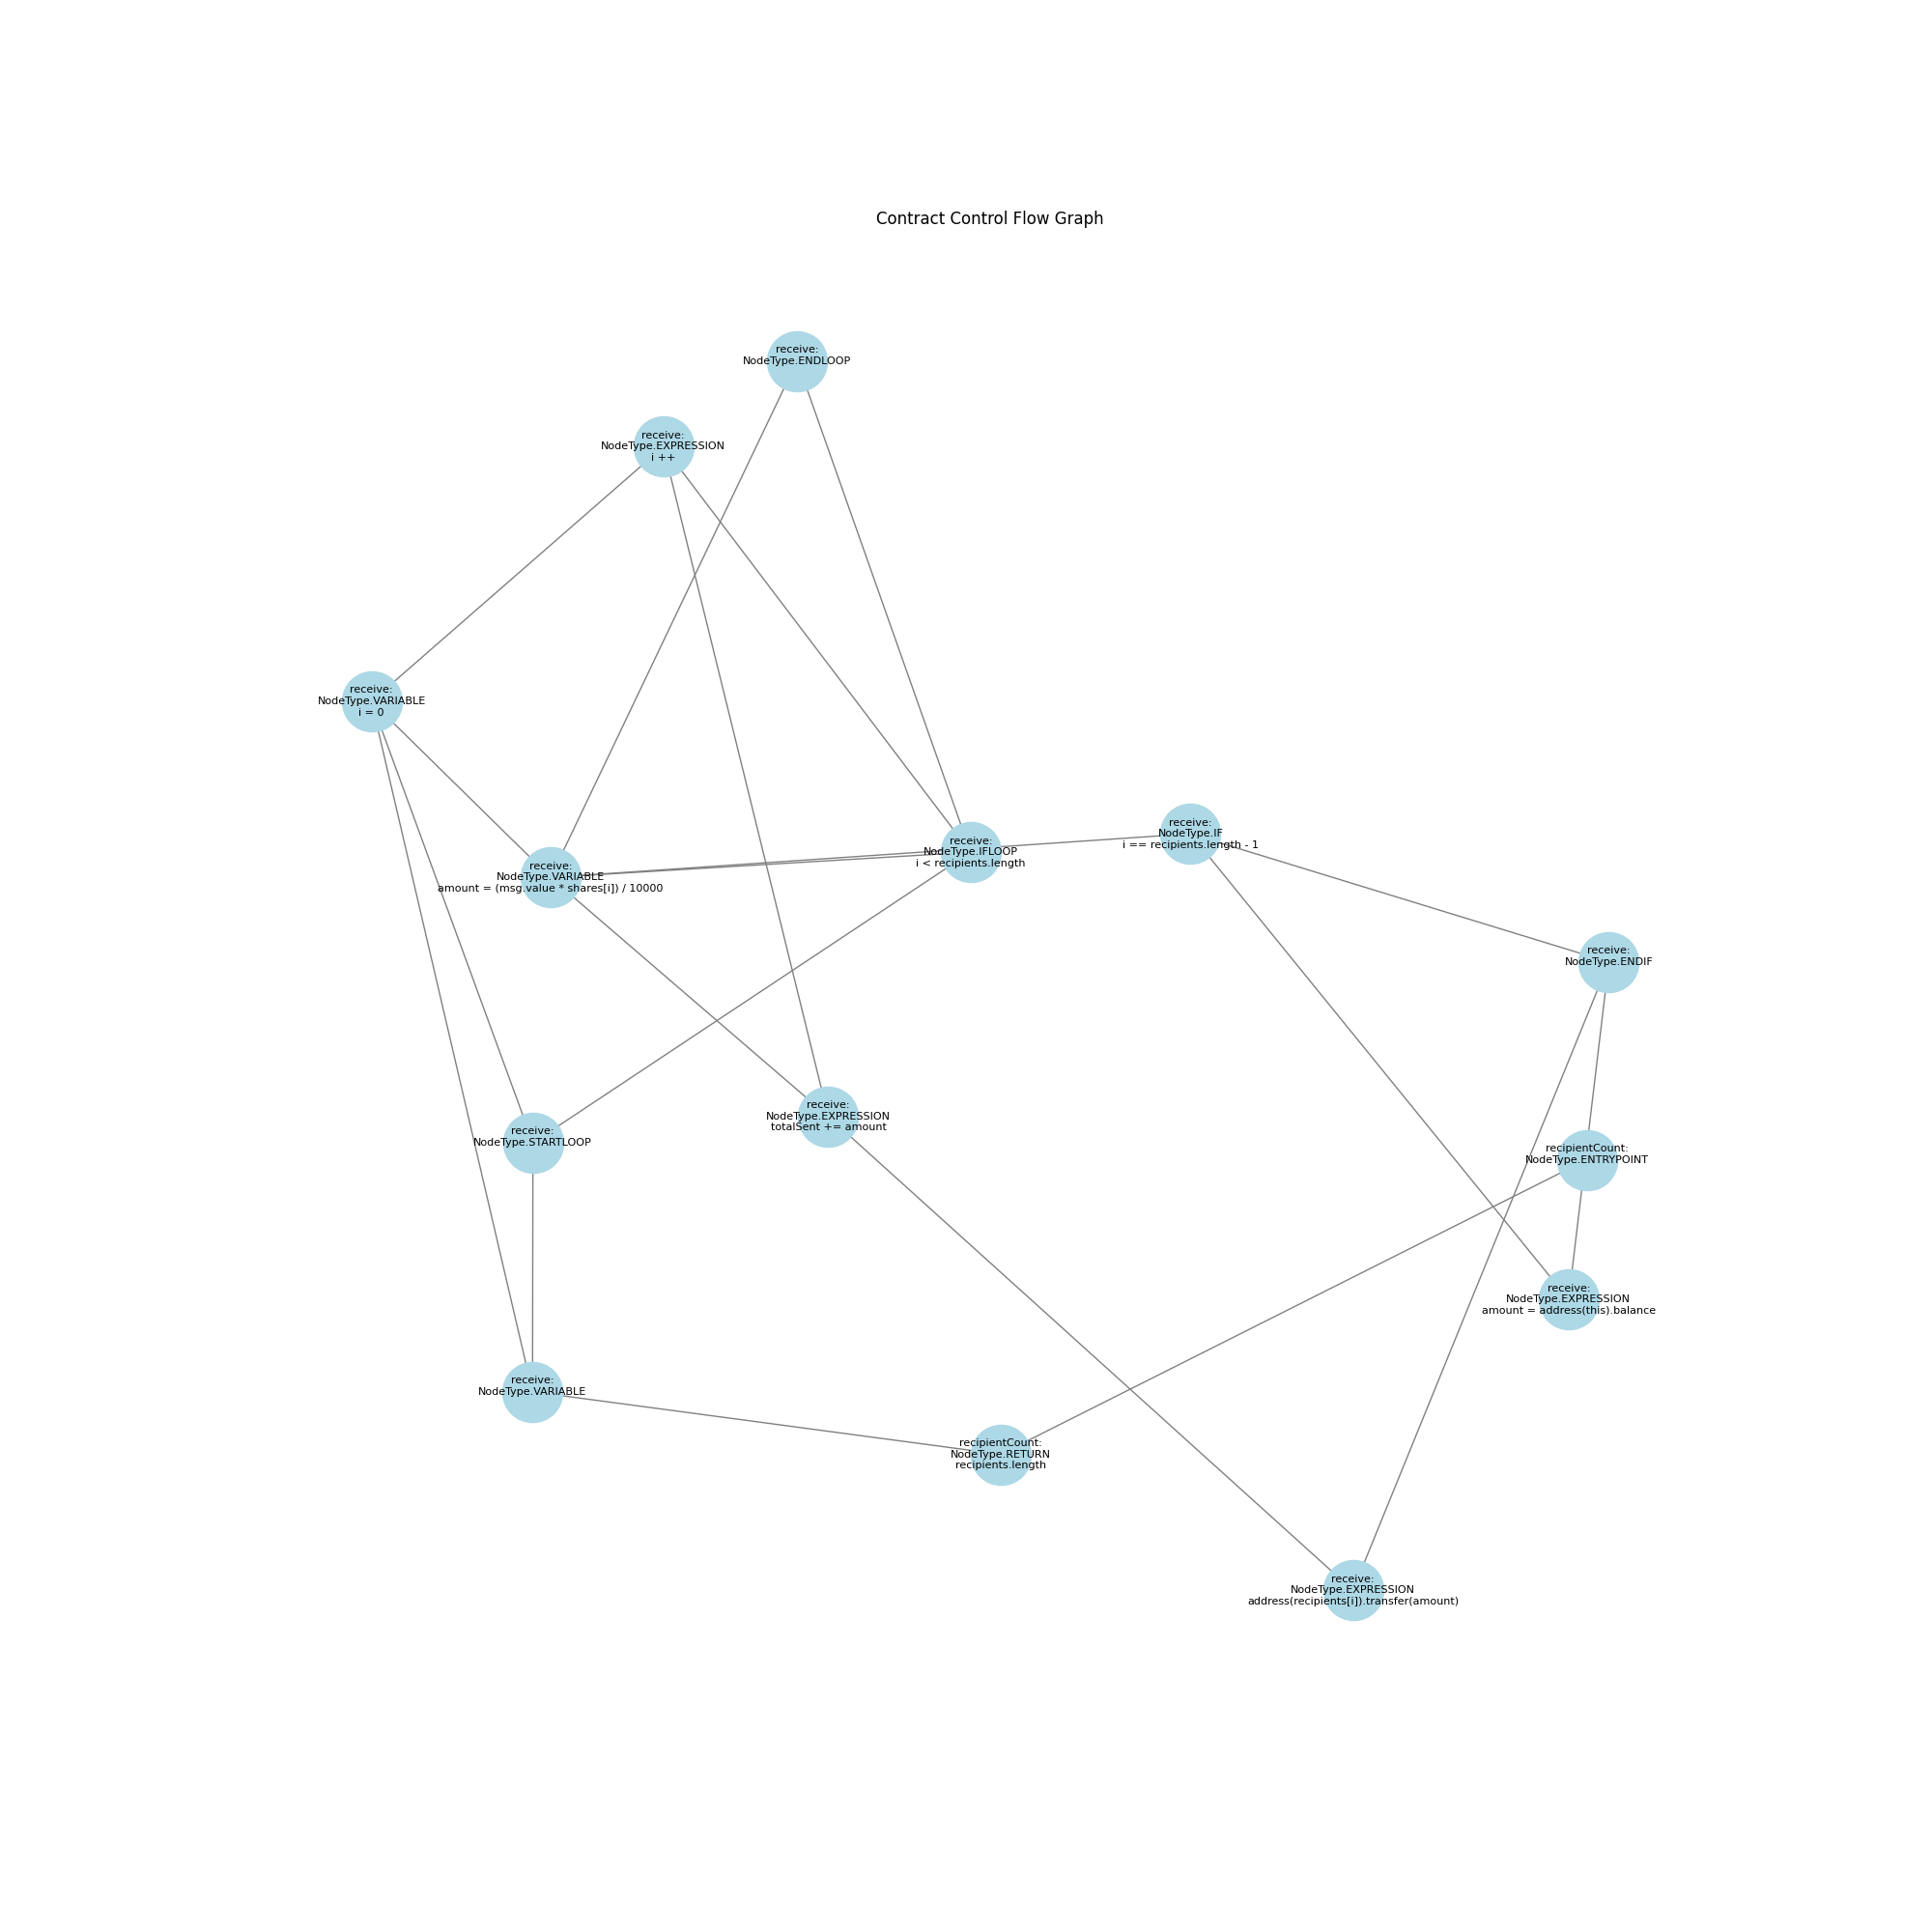 Contract Control Flow Graph
receive:
NodeType.ENDLOOP
receive:
NodeType.EXPRESSION
i ++
receive:
NodeType.VARIABLE
i = 0
receive:
NodeType.IF
i == recipients.length - 1
receive:
NodeType.IFLOOP
i < recipients.length
receive:
NodeType.VARIABLE
amount = (msg.value * shares[i]) / 10000
receive:
NodeType.ENDIF
receive:
NodeType.EXPRESSION
totalSent += amount
receive:
NodeType.STARTLOOP
recipientCount:
NodeType.ENTRYPOINT
receive:
NodeType.EXPRESSION
amount = address(this).balance
receive:
NodeType.VARIABLE
recipientCount:
NodeType.RETURN
recipients.length
receive:
NodeType.EXPRESSION
address(recipients[i]).transfer(amount)